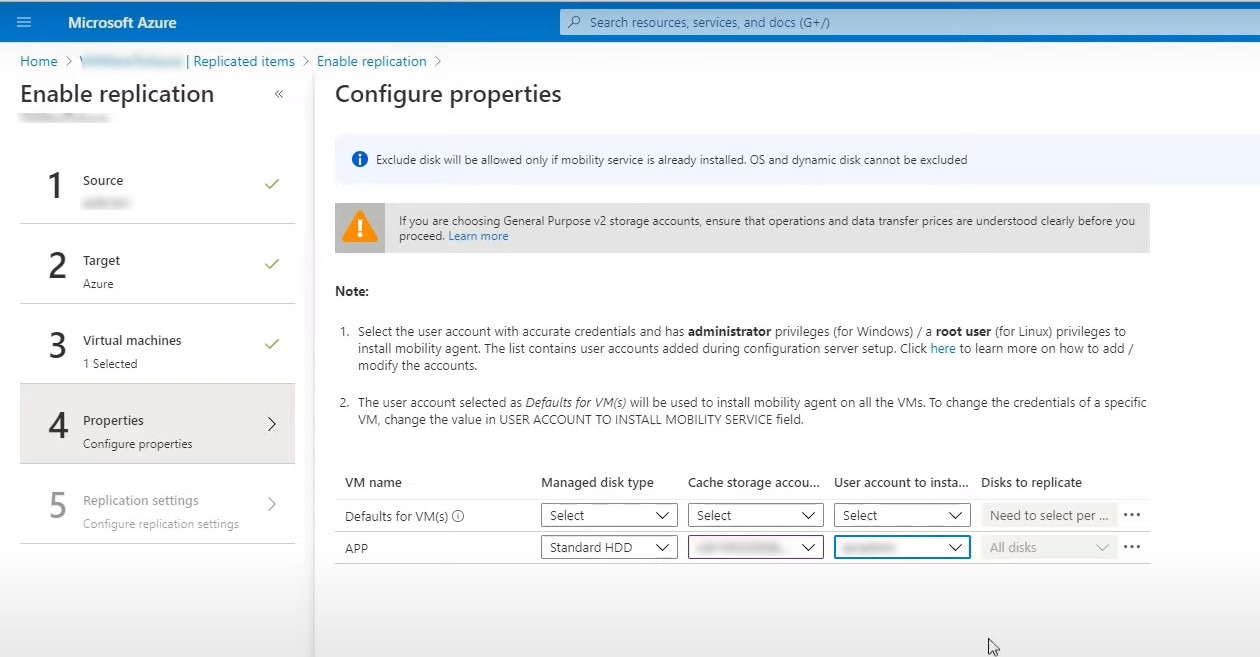 Microsoft Azure
Search resources, services, and docs (G+/)
Home > | Replicated items > Enable replication >
Enable replication «
Configure properties
Exclude disk will be allowed only if mobility service is already installed. OS and dynamic disk cannot be excluded
1 Source
If you are choosing General Purpose v2 storage accounts, ensure that operations and data transfer prices are understood clearly before you
proceed. Learn more
2 Target
Azure
Note:
3 Virtual machines
1 Selected
1. Select the user account with accurate credentials and has administrator privileges (for Windows) / a root user (for Linux) privileges to
install mobility agent. The list contains user accounts added during configuration server setup. Click here to learn more on how to add /
modify the accounts.
4 Properties
Configure properties
2. The user account selected as Defaults for VM(s) will be used to install mobility agent on all the VMs. To change the credentials of a specific
VM, change the value in USER ACCOUNT TO INSTALL MOBILITY SERVICE field.
5 Replication settings
Configure replication settings
VM name Managed disk type Cache storage accou... User account to insta... Disks to replicate
Defaults for VM(s) Select Select Select Need to select per ... ...
APP Standard HDD All disks ...